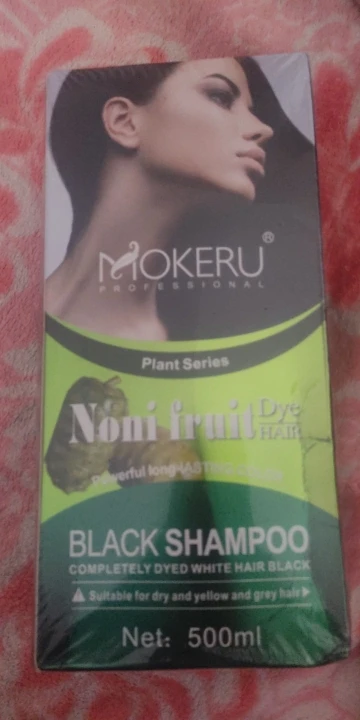 MOKERU®
PROFESSIONAL
Plant Series
Noni fruit Dye HAIR
Powerful long-LASTING COLOR
BLACK SHAMPOO
COMPLETELY DYED WHITE HAIR BLACK
Suitable for dry and yellow and grey hair
Net: 500ml